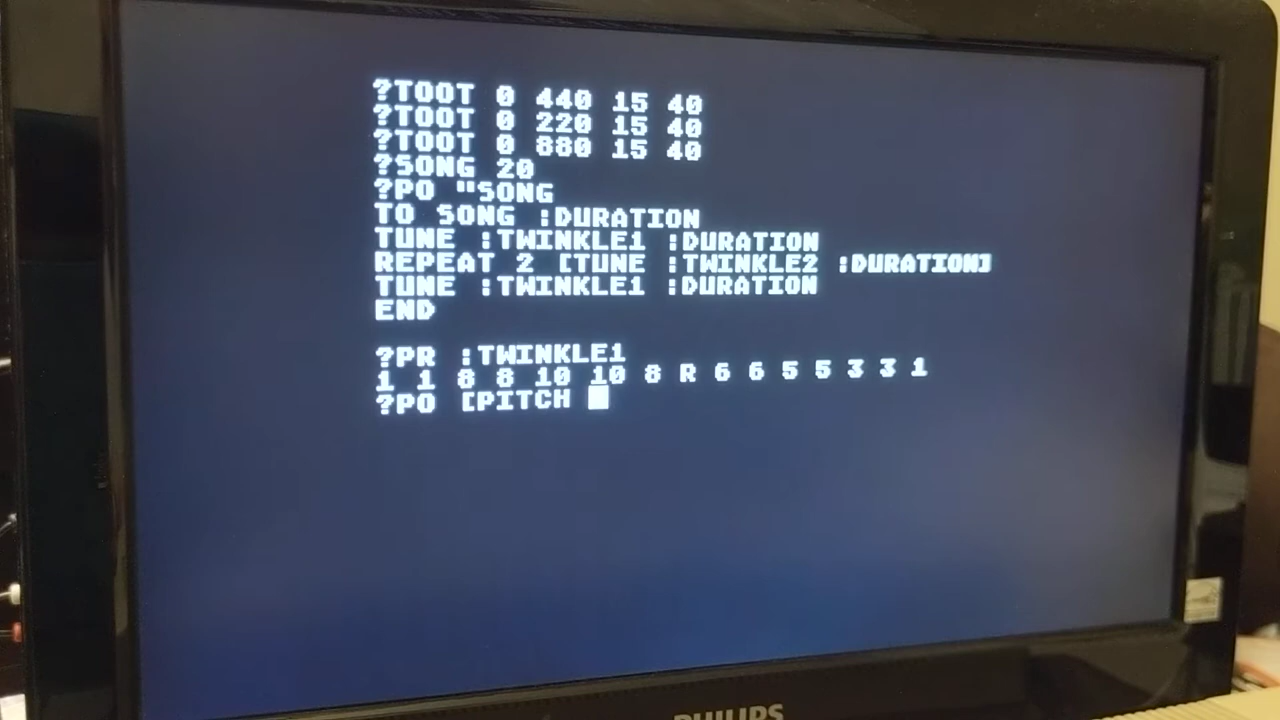 ?TOOT 0 440 15 40
?TOOT 0 220 15 40
?TOOT 0 880 15 40
?SONG 20
?PO "SONG
TO SONG :DURATION
TUNE :TWINKLE1 :DURATION
REPEAT 2 [TUNE :TWINKLE2 :DURATION]
TUNE :TWINKLE1 :DURATION
END
?PR :TWINKLE1
1 1 8 8 10 10 8 R 6 6 5 5 3 3 1
?PO [PITCH
PHILIPS